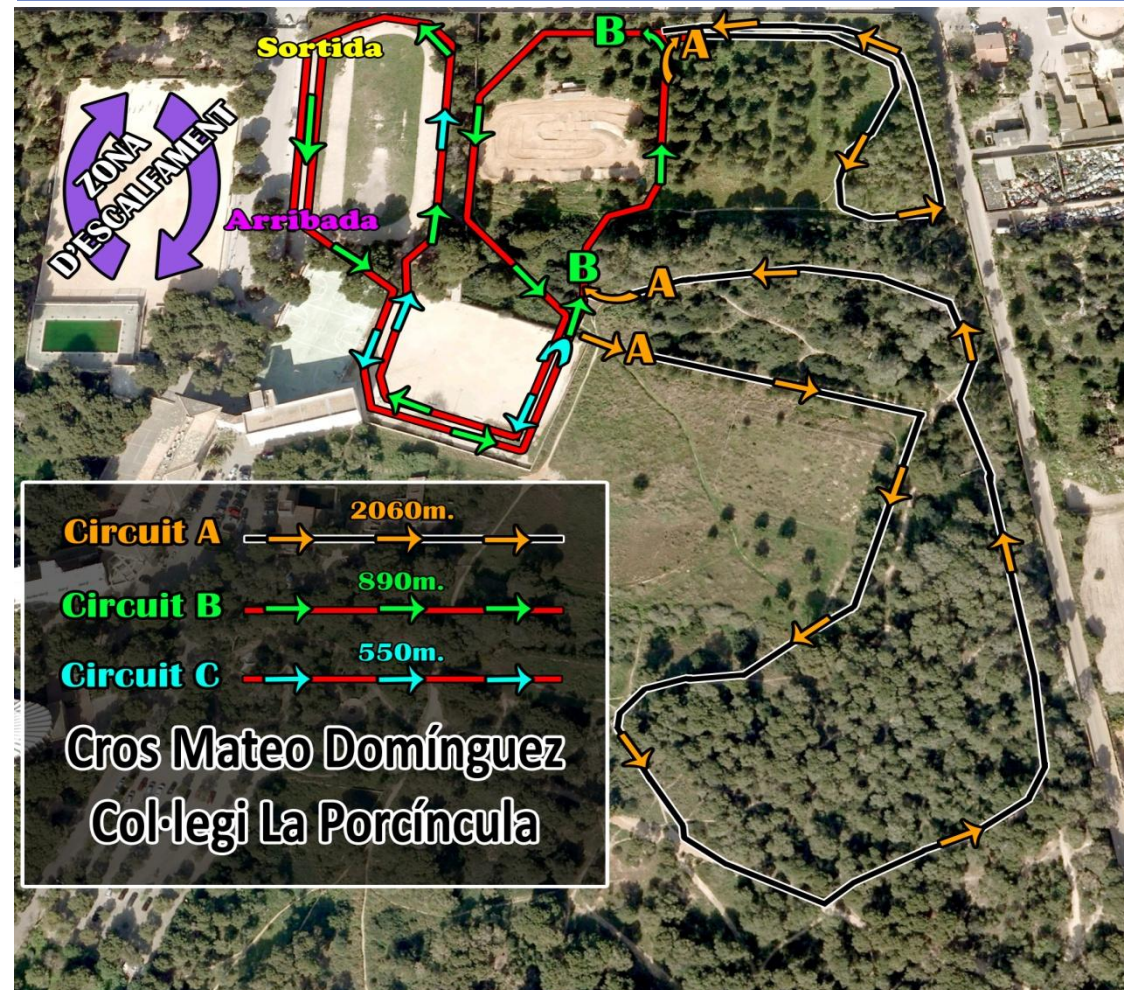 Sortida
B
A
ZONA
D'ESCALFAMENT
Arribada
B
A
A
Circuit A
2060m.
Circuit B
890m.
Circuit C
550m.
Cros Mateo Domínguez
Col·legi La Porcíncula